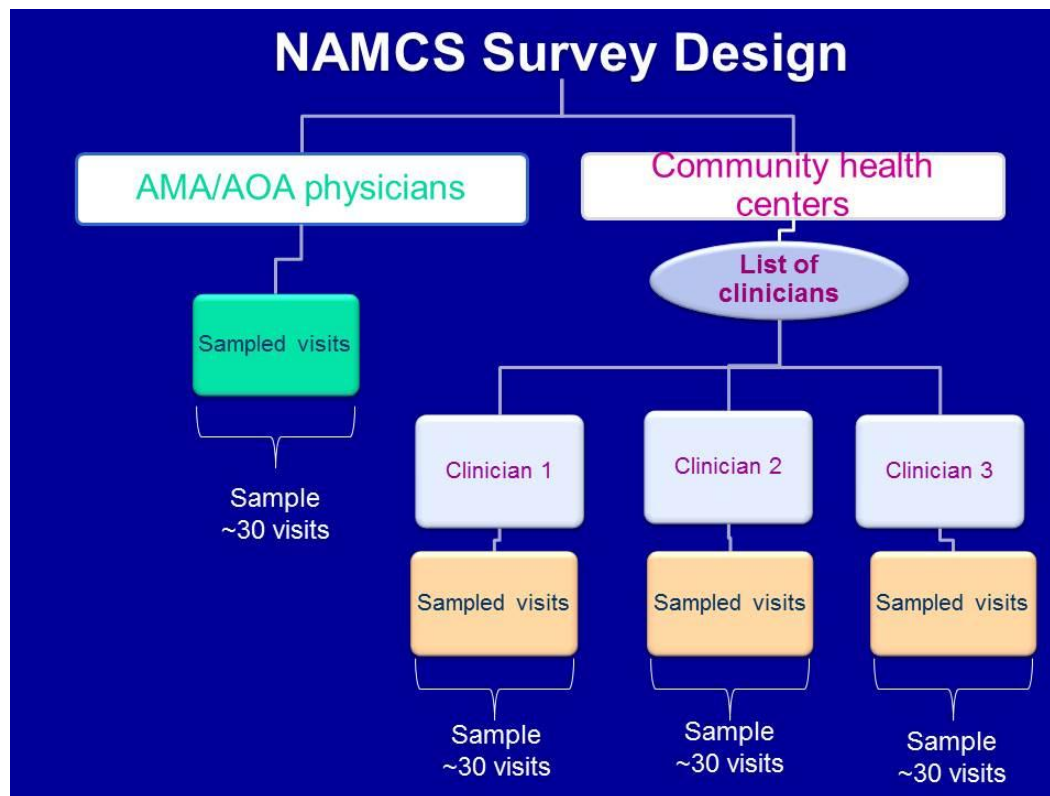 NAMCS Survey Design
AMA/AOA physicians
Community health
centers
List of
clinicians
Sampled visits
Sample
~30 visits
Clinician 1
Clinician 2
Clinician 3
Sampled visits
Sampled visits
Sampled visits
Sample
~30 visits
Sample
~30 visits
Sample
~30 visits